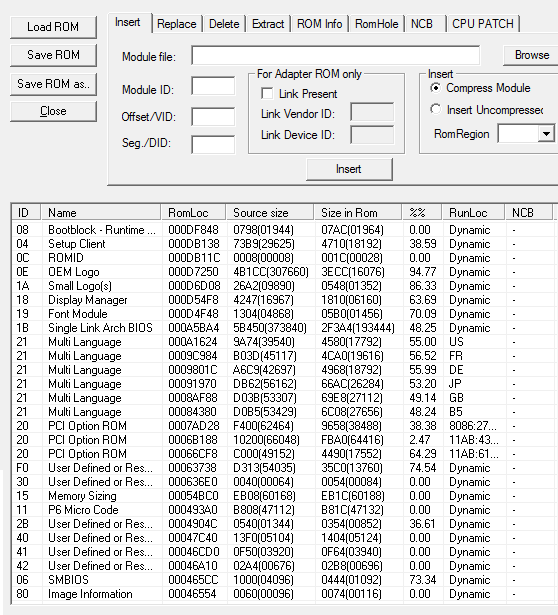 Load ROM
Save ROM
Save ROM as..
Close
Insert Replace Delete Extract ROM Info RomHole NCB CPU PATCH
Module file: Browse
Module ID:
Offset/VID:
Seg./DID:
For Adapter ROM only
Link Present
Link Vendor ID:
Link Device ID:
Insert
Compress Module
Insert Uncompressed
RomRegion
Insert
ID Name RomLoc Source size Size in Rom %% RunLoc NCB
08 Bootblock - Runtime ... 000DF848 0798(01944) 07AC(01964) 0.00 Dynamic -
04 Setup Client 000DB138 73B9(29625) 4710(18192) 38.59 Dynamic -
0C ROMID 000DB11C 0008(00008) 001C(00028) 0.00 Dynamic -
0E OEM Logo 000D7250 4B1CC(307660) 3ECC(16076) 94.77 Dynamic -
1A Small Logo(s) 000D6D08 26A2(09890) 0548(01352) 86.33 Dynamic -
18 Display Manager 000D54F8 4247(16967) 1810(06160) 63.69 Dynamic -
19 Font Module 000D4F48 1304(04868) 05B0(01456) 70.09 Dynamic -
1B Single Link Arch BIOS 000A5BA4 5B450(373840) 2F3A4(193444) 48.25 Dynamic -
21 Multi Language 000A1624 9A74(39540) 4580(17792) 55.00 US -
21 Multi Language 0009C984 B03D(45117) 4CA0(19616) 56.52 FR -
21 Multi Language 0009801C A6C9(42697) 4968(18792) 55.99 DE -
21 Multi Language 00091970 DB62(56162) 66AC(26284) 53.20 JP -
21 Multi Language 0008AF88 D03B(53307) 69E8(27112) 49.14 GB -
21 Multi Language 00084380 D0B5(53429) 6C08(27656) 48.24 B5 -
20 PCI Option ROM 0007AD28 F400(62464) 9658(38488) 38.38 8086:27... -
20 PCI Option ROM 0006B188 10200(66048) FBA0(64416) 2.47 11AB:43... -
20 PCI Option ROM 00066CF8 C000(49152) 4490(17552) 64.29 11AB:61... -
F0 User Defined or Res... 00063738 D313(54035) 35C0(13760) 74.54 Dynamic -
30 User Defined or Res... 000636E0 0040(00064) 0054(00084) 0.00 Dynamic -
15 Memory Sizing 00054BC0 EB08(60168) EB1C(60188) 0.00 Dynamic -
11 P6 Micro Code 000493A0 B808(47112) B81C(47132) 0.00 Dynamic -
2B User Defined or Res... 0004904C 0540(01344) 0354(00852) 36.61 Dynamic -
40 User Defined or Res... 00047C40 13F0(05104) 1404(05124) 0.00 Dynamic -
41 User Defined or Res... 00046CD0 0F50(03920) 0F64(03940) 0.00 Dynamic -
42 User Defined or Res... 00046A10 02A4(00676) 02B8(00696) 0.00 Dynamic -
06 SMBIOS 000465CC 1000(04096) 0444(01092) 73.34 Dynamic -
80 Image Information 00046554 0060(00096) 0074(00116) 0.00 Dynamic -